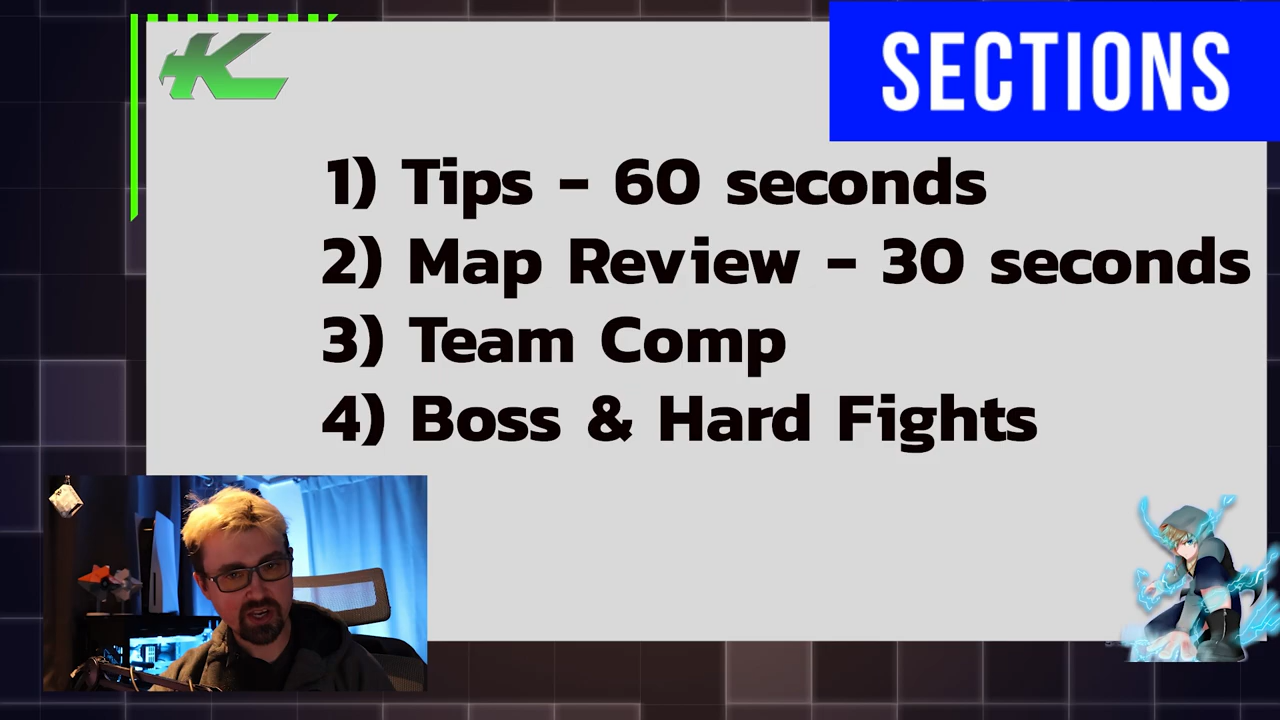 SECTIONS
1) Tips - 60 seconds
2) Map Review - 30 seconds
3) Team Comp
4) Boss & Hard Fights